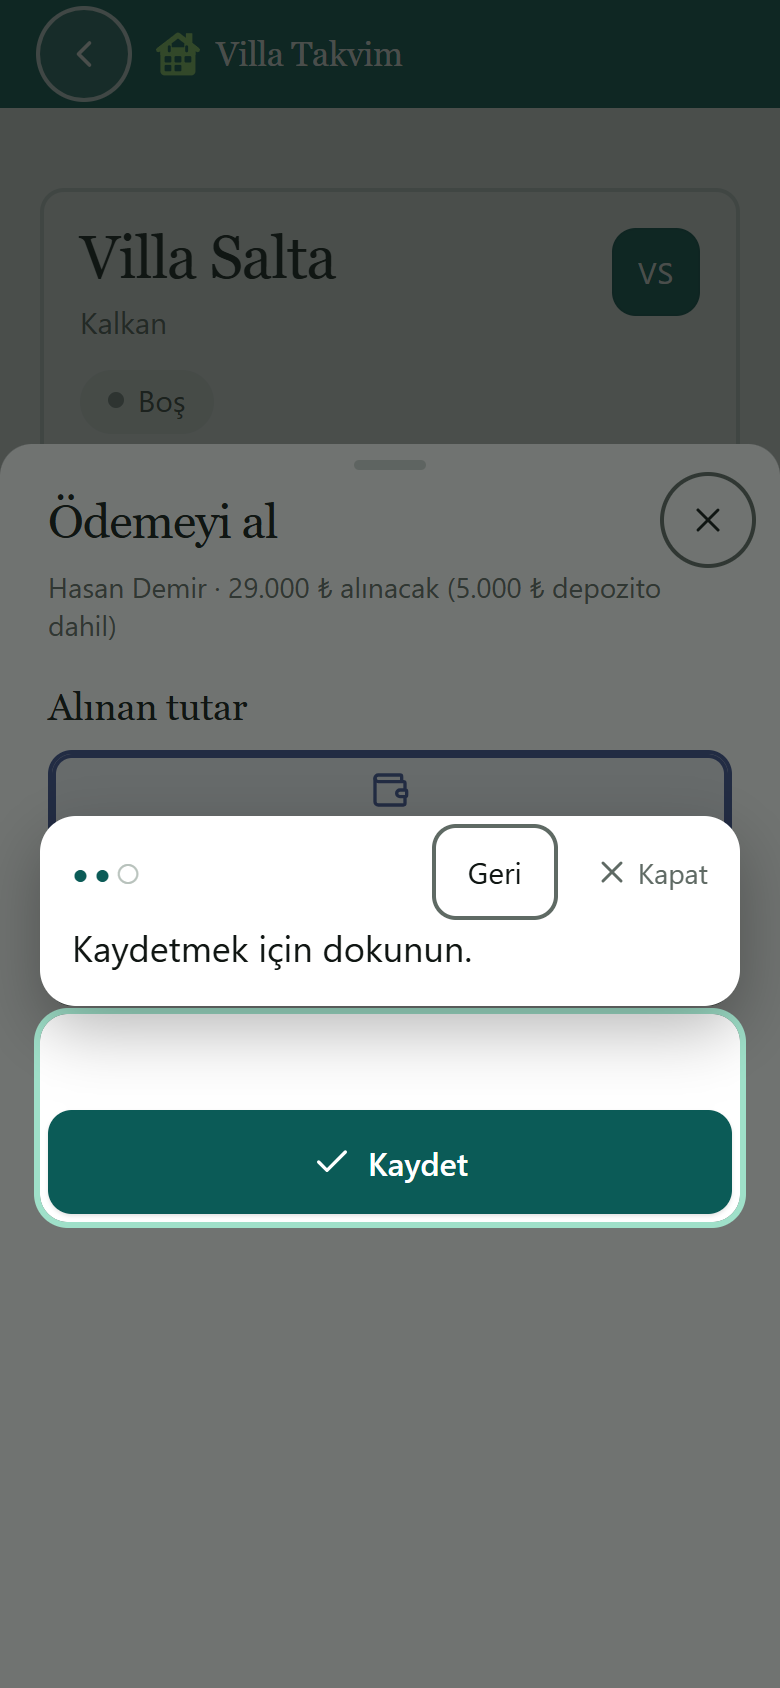 Villa Takvim
Villa Salta
VS
Kalkan
Boş
Ödemeyi al
Hasan Demir · 29.000 ₺ alınacak (5.000 ₺ depozito
dahil)
Alınan tutar
Geri
Kapat
Kaydetmek için dokunun.
Kaydet